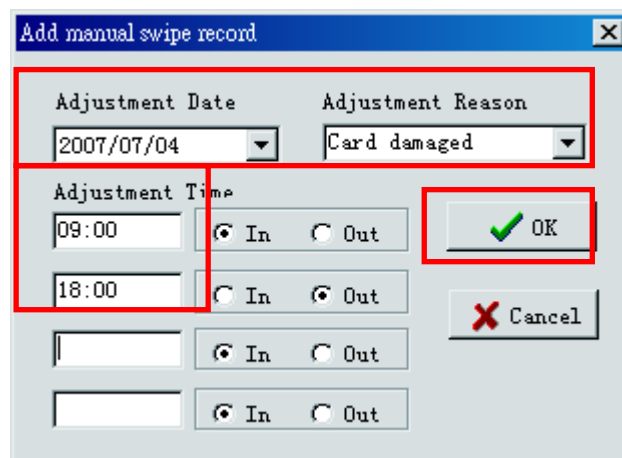 Add manual swipe record
Adjustment Date Adjustment Reason
2007/07/04 Card damaged
Adjustment Time
09:00 In Out OK
18:00 In Out
Cancel
In Out
In Out